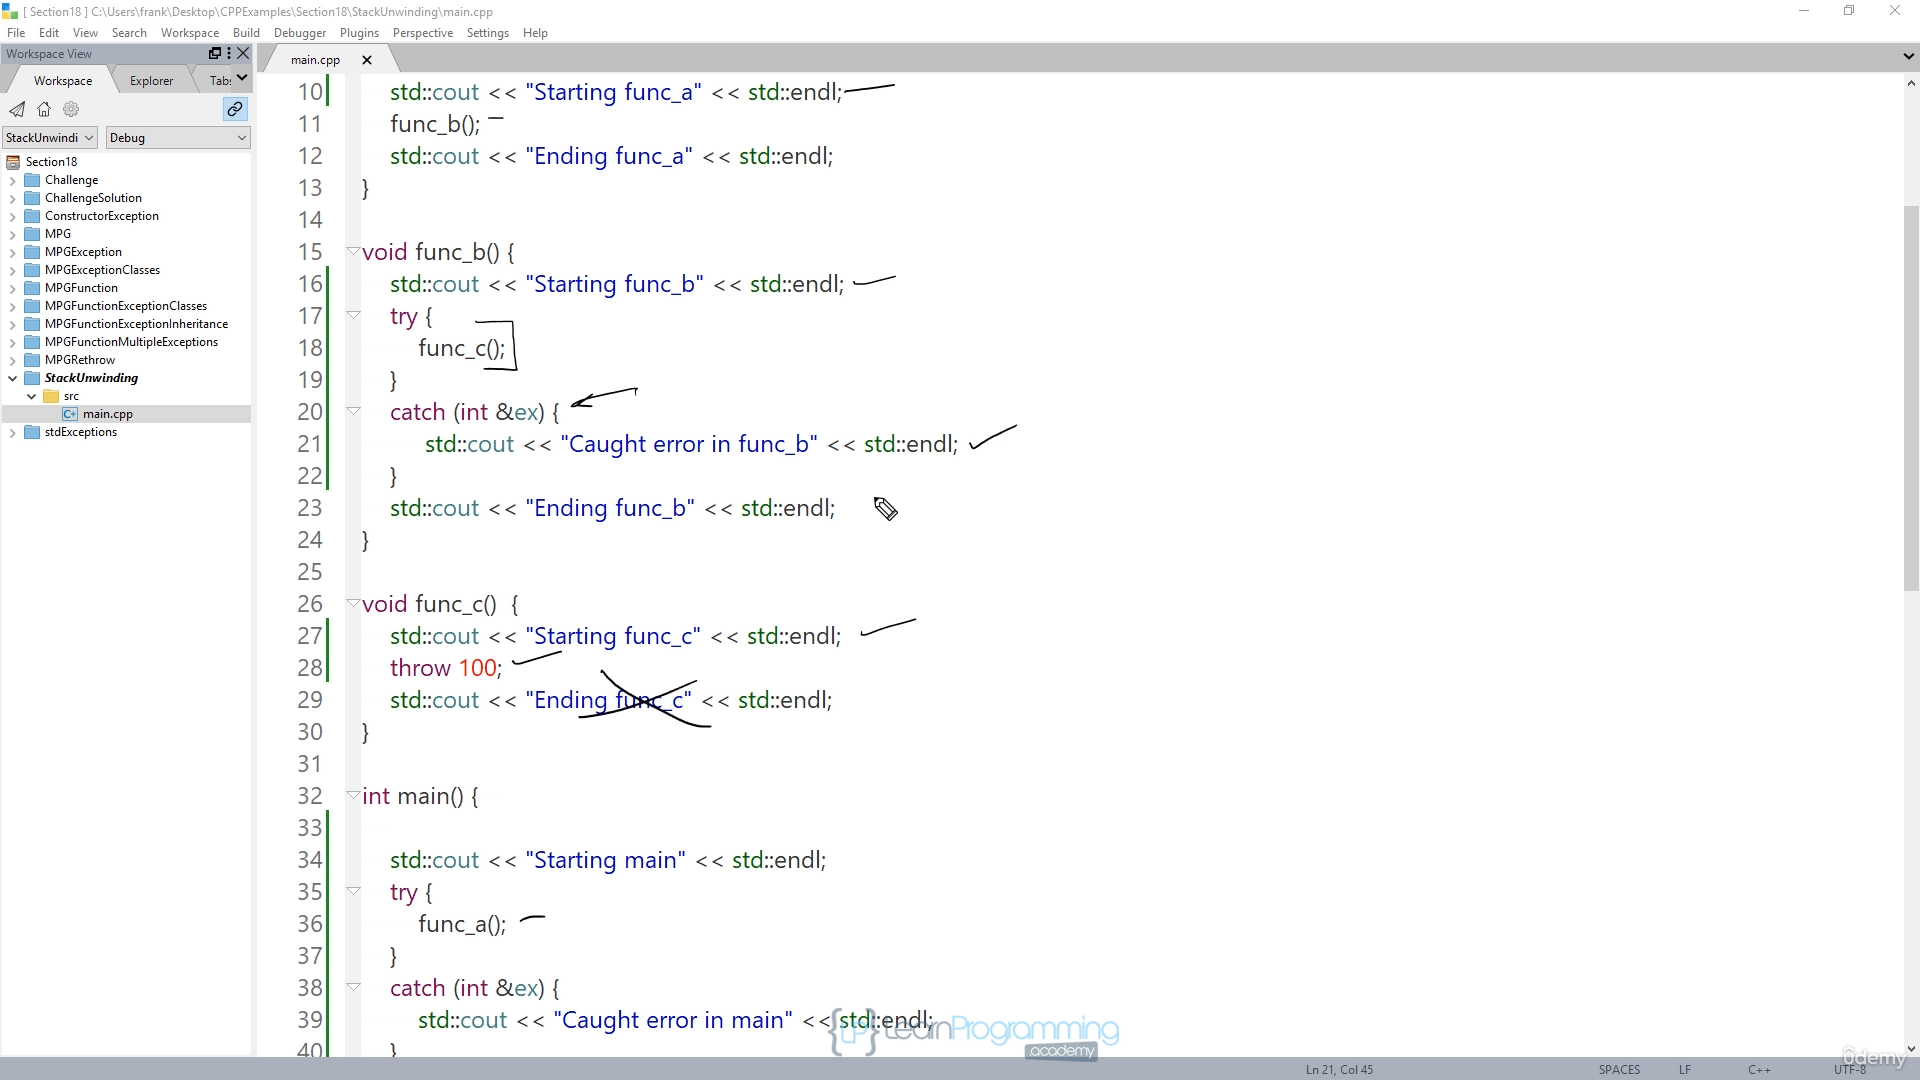 [ Section18 ] C:\Users\frank\Desktop\CPPExamples\Section18\StackUnwinding\main.cpp
File Edit View Search Workspace Build Debugger Plugins Perspective Settings Help
Workspace View
Workspace Explorer Tabs
StackUnwindi Debug
Section18
Challenge
ChallengeSolution
ConstructorException
MPG
MPGException
MPGExceptionClasses
MPGFunction
MPGFunctionExceptionClasses
MPGFunctionExceptionInheritance
MPGFunctionMultipleExceptions
MPGRethrow
StackUnwinding
src
main.cpp
stdExceptions
main.cpp
10 std::cout << "Starting func_a" << std::endl;
11 func_b();
12 std::cout << "Ending func_a" << std::endl;
13 }
14
15 void func_b() {
16 std::cout << "Starting func_b" << std::endl;
17 try {
18 func_c();
19 }
20 catch (int &ex) {
21 std::cout << "Caught error in func_b" << std::endl;
22 }
23 std::cout << "Ending func_b" << std::endl;
24 }
25
26 void func_c() {
27 std::cout << "Starting func_c" << std::endl;
28 throw 100;
29 std::cout << "Ending func_c" << std::endl;
30 }
31
32 int main() {
33
34 std::cout << "Starting main" << std::endl;
35 try {
36 func_a();
37 }
38 catch (int &ex) {
39 std::cout << "Caught error in main" << std::endl;
40 }
{LP} LearnProgramming
.academy
ûdemy
Ln 21, Col 45 SPACES LF C++ UTF-8